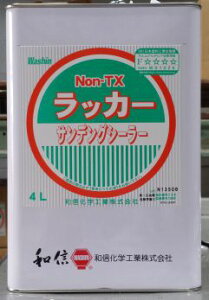 Washin
F☆☆☆☆
Non-TX
ラッカー
サンデングシーラー
4L
和信化学工業株式会社
和信
WASHIN
和信化学工業株式会社